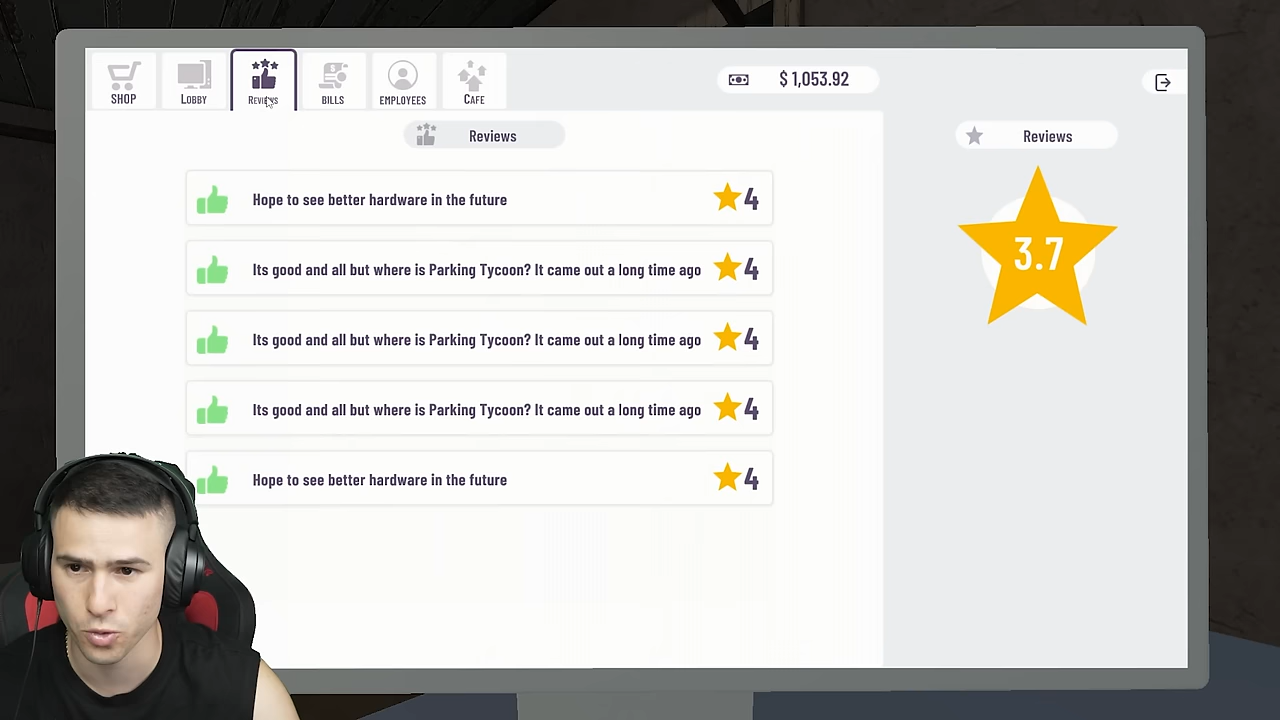 SHOP
LOBBY
REVIEWS
BILLS
EMPLOYEES
CAFE
$ 1,053.92
Reviews
Reviews
Hope to see better hardware in the future
4
Its good and all but where is Parking Tycoon? It came out a long time ago
4
Its good and all but where is Parking Tycoon? It came out a long time ago
4
Its good and all but where is Parking Tycoon? It came out a long time ago
4
Hope to see better hardware in the future
4
3.7